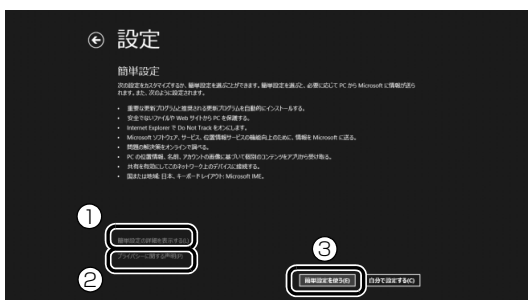 設定
簡単設定
次の設定をカスタマイズするか、簡単設定を選ぶことができます。簡単設定を選ぶと、必要に応じて PC から Microsoft に情報が送ら
れます。また、次のように設定されます。
• 重要な更新プログラムと推奨される更新プログラムを自動的にインストールする。
• 安全でないファイルや Web サイトから PC を保護する。
• Internet Explorer で Do Not Track をオンにします。
• Microsoft ソフトウェア、サービス、位置情報サービスの機能向上のために、情報を Microsoft に送る。
• 問題の解決策をオンラインで調べる。
• PC の位置情報、名前、アカウントの画像に基づいて個別のコンテンツをアプリから受け取る。
• 共有を有効にしてこのネットワーク上のデバイスに接続する。
• 国または地域: 日本、キーボード レイアウト: Microsoft IME。
①
簡単設定の詳細を表示する(L)
プライバシーに関する声明(P)
②
③
簡単設定を使う(E)
自分で設定する(C)